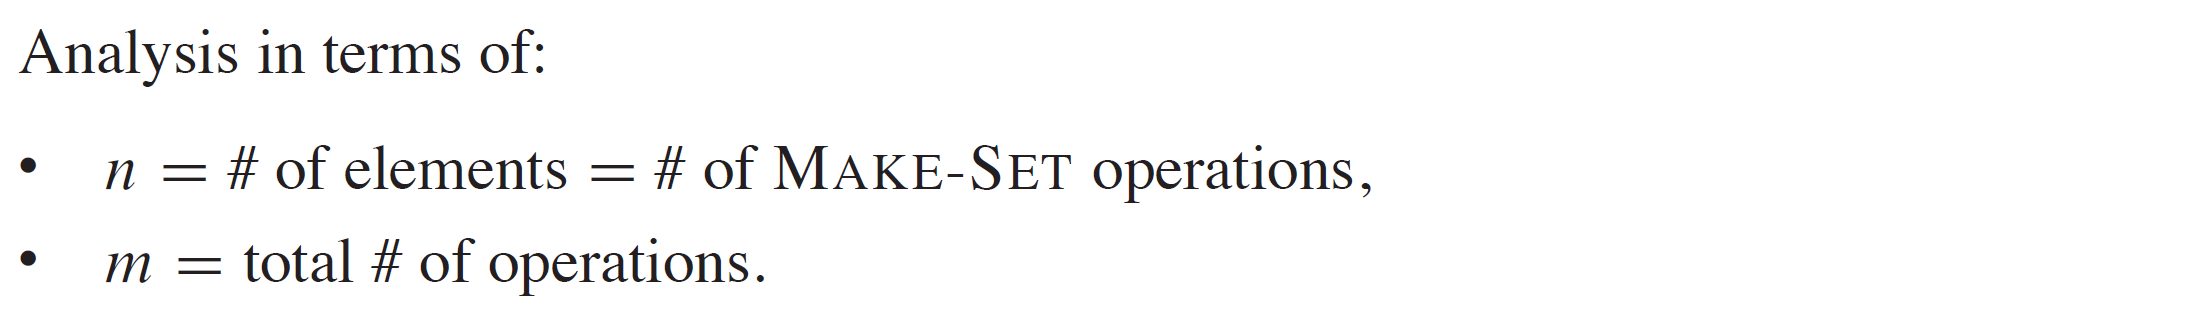 Analysis in terms of:
• n = # of elements = # of MAKE-SET operations,
• m = total # of operations.